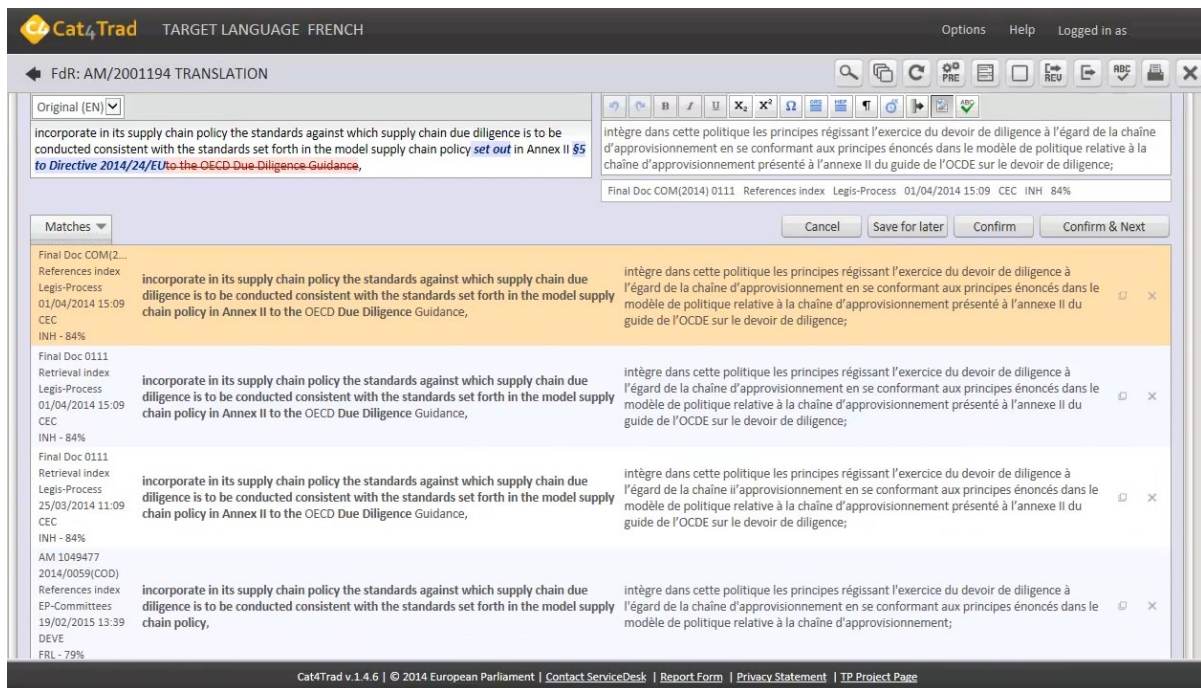 Cat4Trad TARGET LANGUAGE FRENCH Options Help Logged in as
FdR: AM/2001194 TRANSLATION
PRE REV ABC
Original (EN)
B I U X₂ X² Ω ¶ ABC
incorporate in its supply chain policy the standards against which supply chain due diligence is to be
conducted consistent with the standards set forth in the model supply chain policy set out in Annex II §5
to Directive 2014/24/EUto the OECD Due Diligence Guidance,
intègre dans cette politique les principes régissant l'exercice du devoir de diligence à l'égard de la chaîne
d'approvisionnement en se conformant aux principes énoncés dans le modèle de politique relative à la
chaîne d'approvisionnement présenté à l'annexe II du guide de l'OCDE sur le devoir de diligence;
Final Doc COM(2014) 0111 References index Legis-Process 01/04/2014 15:09 CEC INH 84%
Matches
Cancel Save for later Confirm Confirm & Next
Final Doc COM(2...
References index
Legis-Process
01/04/2014 15:09
CEC
INH - 84%
incorporate in its supply chain policy the standards against which supply chain due
diligence is to be conducted consistent with the standards set forth in the model supply
chain policy in Annex II to the OECD Due Diligence Guidance,
intègre dans cette politique les principes régissant l'exercice du devoir de diligence à
l'égard de la chaîne d'approvisionnement en se conformant aux principes énoncés dans le
modèle de politique relative à la chaîne d'approvisionnement présenté à l'annexe II du
guide de l'OCDE sur le devoir de diligence;
Final Doc 0111
Retrieval index
Legis-Process
01/04/2014 15:09
CEC
INH - 84%
incorporate in its supply chain policy the standards against which supply chain due
diligence is to be conducted consistent with the standards set forth in the model supply
chain policy in Annex II to the OECD Due Diligence Guidance,
intègre dans cette politique les principes régissant l'exercice du devoir de diligence à
l'égard de la chaîne d'approvisionnement en se conformant aux principes énoncés dans le
modèle de politique relative à la chaîne d'approvisionnement présenté à l'annexe II du
guide de l'OCDE sur le devoir de diligence;
Final Doc 0111
Retrieval index
Legis-Process
25/03/2014 11:09
CEC
INH - 84%
incorporate in its supply chain policy the standards against which supply chain due
diligence is to be conducted consistent with the standards set forth in the model supply
chain policy in Annex II to the OECD Due Diligence Guidance,
intègre dans cette politique les principes régissant l'exercice du devoir de diligence à
l'égard de la chaîne ii'approvisionnement en se conformant aux principes énoncés dans le
modèle de politique relative à la chaîne d'approvisionnement présenté à l'annexe II du
guide de l'OCDE sur le devoir de diligence;
AM 1049477
2014/0059(COD)
References index
EP-Committees
19/02/2015 13:39
DEVE
FRL - 79%
incorporate in its supply chain policy the standards against which supply chain due
diligence is to be conducted consistent with the standards set forth in the model supply
chain policy,
intègre dans cette politique les principes régissant l'exercice du devoir de diligence à
l'égard de la chaîne d'approvisionnement en se conformant aux principes énoncés dans le
modèle de politique relative à la chaîne d'approvisionnement;
Cat4Trad v.1.4.6 | © 2014 European Parliament | Contact ServiceDesk | Report Form | Privacy Statement | TP Project Page